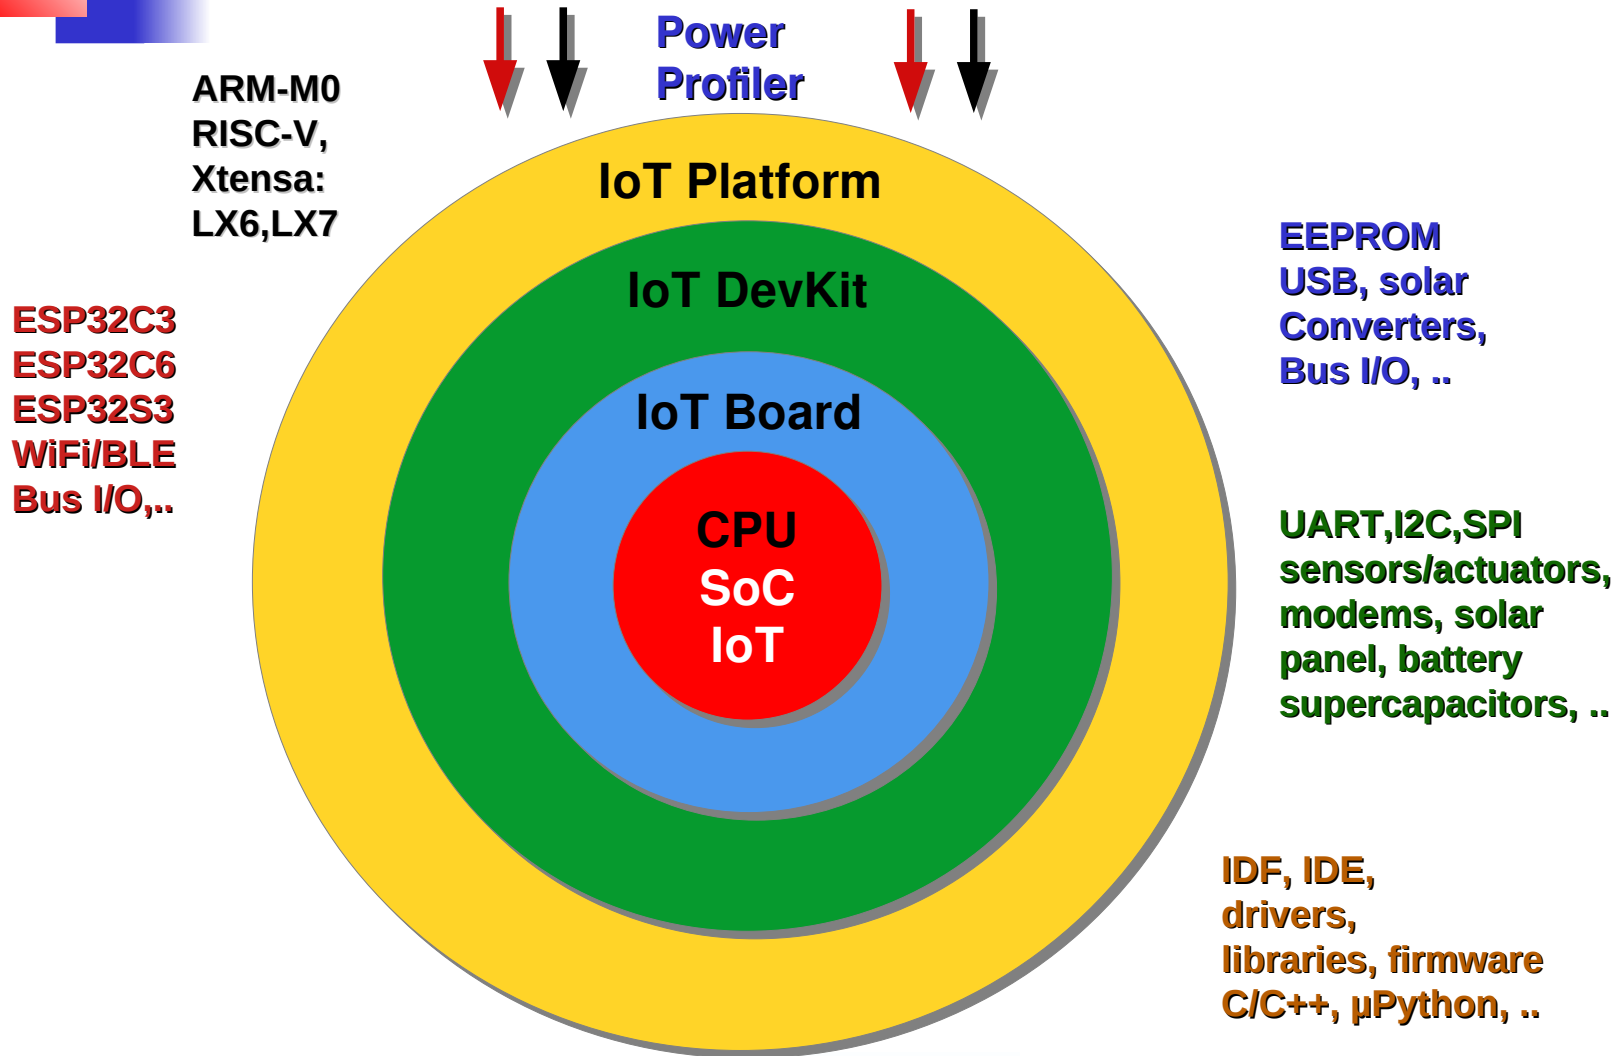 Power
Profiler
ARM-M0
RISC-V,
Xtensa:
LX6,LX7
IoT Platform
IoT DevKit
IoT Board
CPU
SoC
IoT
ESP32C3
ESP32C6
ESP32S3
WiFi/BLE
Bus I/O,..
EEPROM
USB, solar
Converters,
Bus I/O, ..
UART,I2C,SPI
sensors/actuators,
modems, solar
panel, battery
supercapacitors, ..
IDF, IDE,
drivers,
libraries, firmware
C/C++, µPython, ..